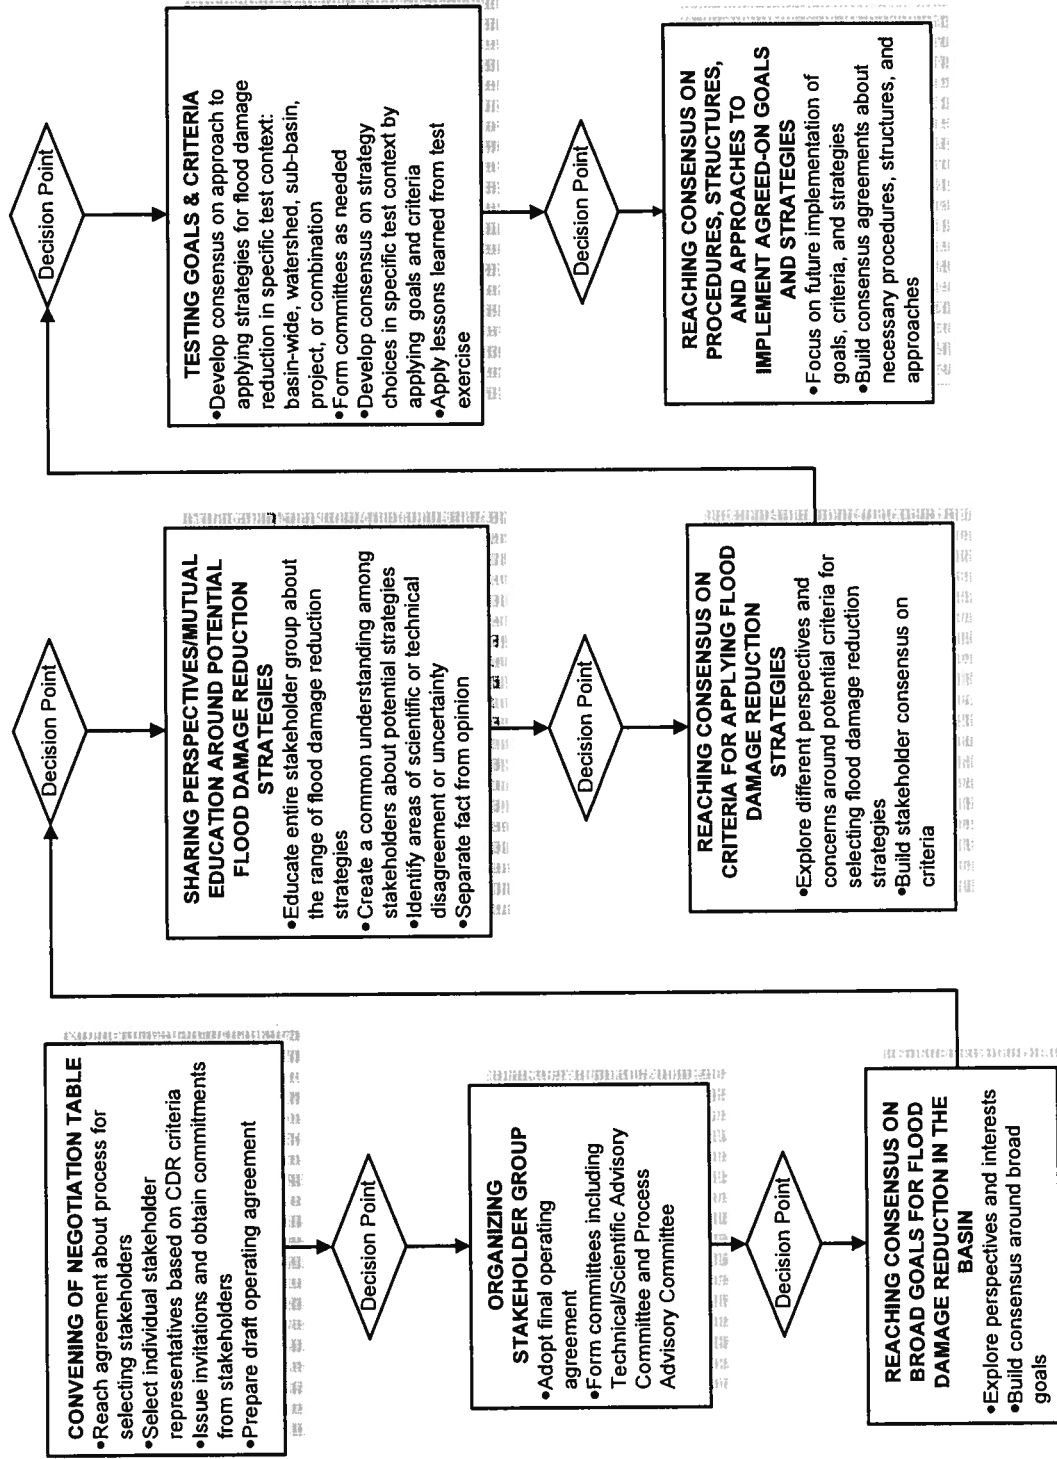 CONVENING OF NEGOTIATION TABLE
•Reach agreement about process for
selecting stakeholders
•Select individual stakeholder
representatives based on CDR criteria
•Issue invitations and obtain commitments
from stakeholders
•Prepare draft operating agreement
Decision Point
ORGANIZING
STAKEHOLDER GROUP
•Adopt final operating
agreement
•Form committees including
Technical/Scientific Advisory
Committee and Process
Advisory Committee
Decision Point
REACHING CONSENSUS ON
BROAD GOALS FOR FLOOD
DAMAGE REDUCTION IN THE
BASIN
•Explore perspectives and interests
•Build consensus around broad
goals
Decision Point
SHARING PERSPECTIVES/MUTUAL
EDUCATION AROUND POTENTIAL
FLOOD DAMAGE REDUCTION
STRATEGIES
•Educate entire stakeholder group about
the range of flood damage reduction
strategies
•Create a common understanding among
stakeholders about potential strategies
•Identify areas of scientific or technical
disagreement or uncertainty
•Separate fact from opinion
Decision Point
REACHING CONSENSUS ON
CRITERIA FOR APPLYING FLOOD
DAMAGE REDUCTION
STRATEGIES
•Explore different perspectives and
concerns around potential criteria for
selecting flood damage reduction
strategies
•Build stakeholder consensus on
criteria
Decision Point
TESTING GOALS & CRITERIA
•Develop consensus on approach to
applying strategies for flood damage
reduction in specific test context:
basin-wide, watershed, sub-basin,
project, or combination
•Form committees as needed
•Develop consensus on strategy
choices in specific test context by
applying goals and criteria
•Apply lessons learned from test
exercise
Decision Point
REACHING CONSENSUS ON
PROCEDURES, STRUCTURES,
AND APPROACHES TO
IMPLEMENT AGREED-ON GOALS
AND STRATEGIES
•Focus on future implementation of
goals, criteria, and strategies
•Build consensus agreements about
necessary procedures, structures, and
approaches